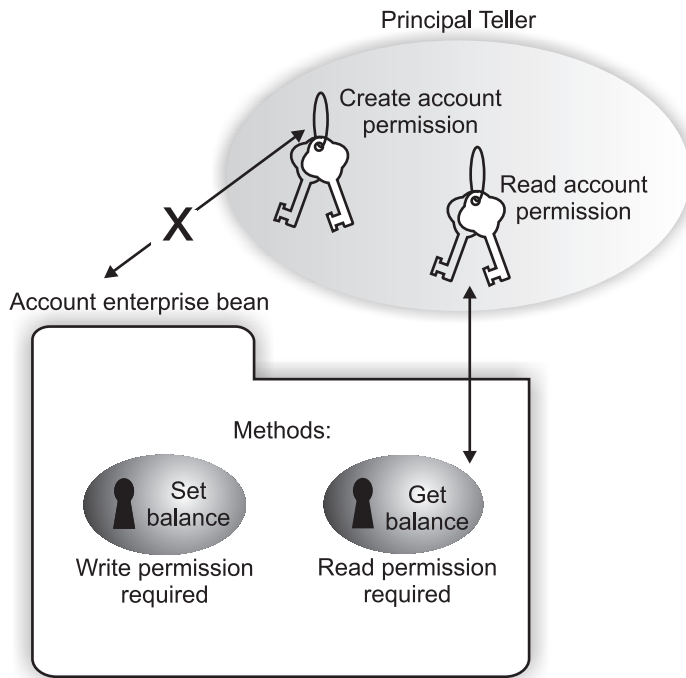 Principal Teller
Create account
permission
Read account
permission
X
Account enterprise bean
Methods:
Set
balance
Get
balance
Write permission
required
Read permission
required